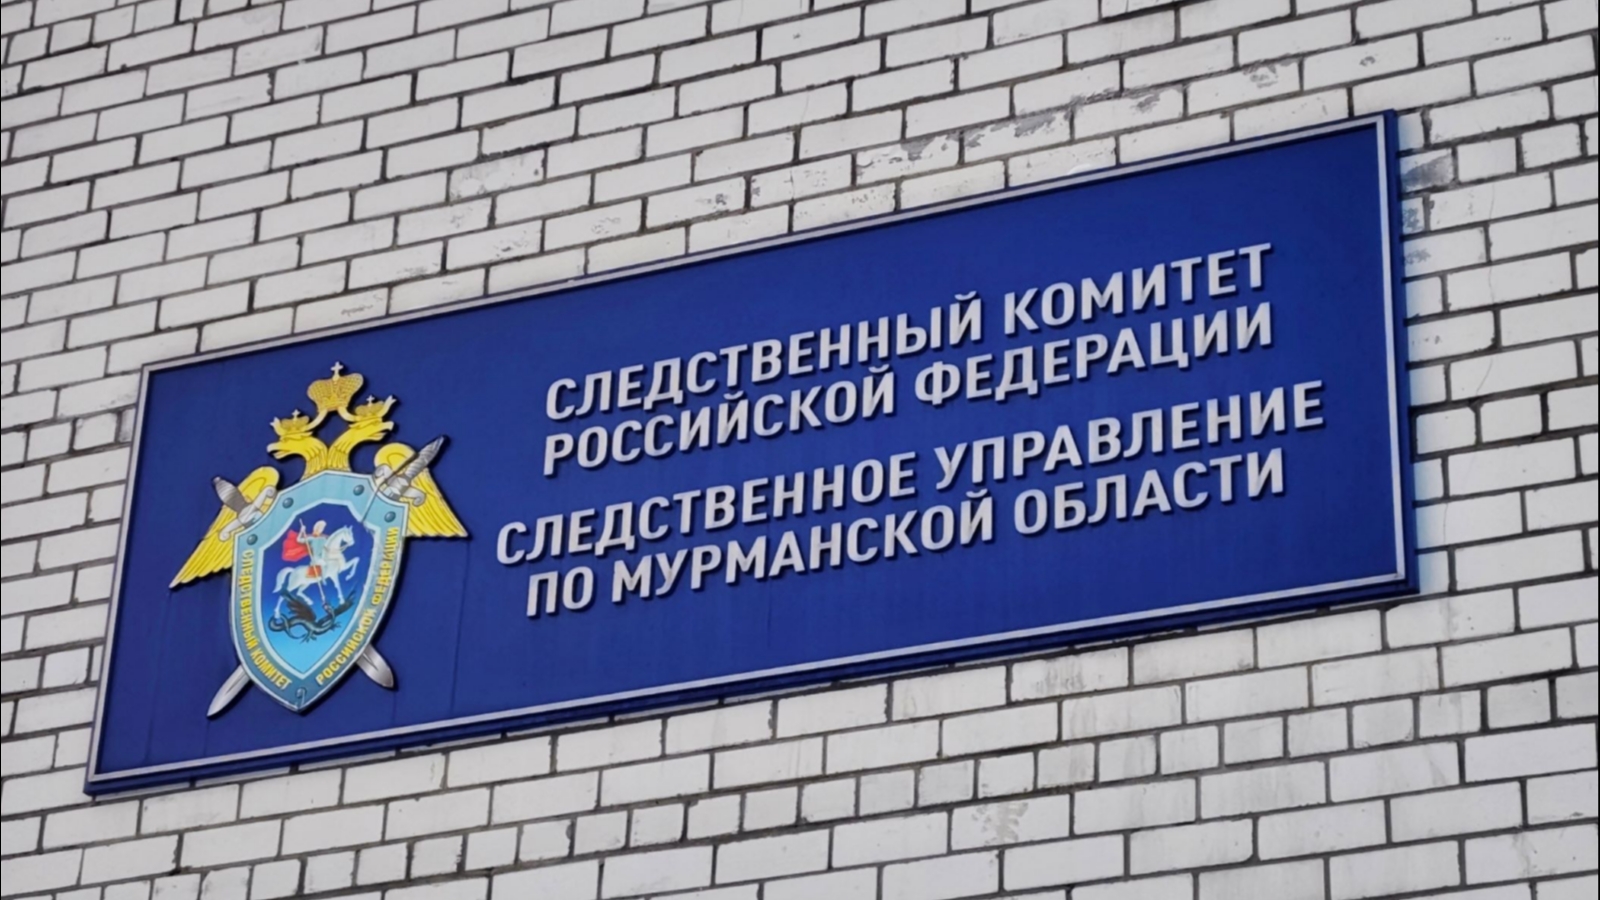 СЛЕДСТВЕННЫЙ КОМИТЕТ
РОССИЙСКОЙ ФЕДЕРАЦИИ
СЛЕДСТВЕННОЕ УПРАВЛЕНИЕ
ПО МУРМАНСКОЙ ОБЛАСТИ
СЛЕДСТВЕННЫЙ КОМИТЕТ
РОССИЙСКОЙ ФЕДЕРАЦИИ